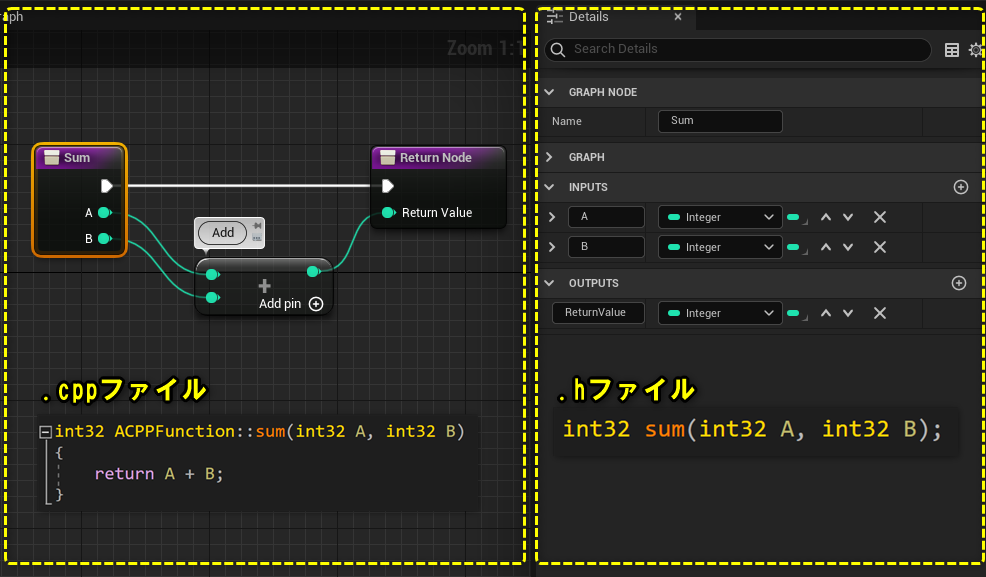 raph
Zoom 1:1
Sum
A
B
Add
Add pin
Return Node
Return Value
.cppファイル
int32 ACPPFunction::sum(int32 A, int32 B)
{
return A + B;
}
Details
Search Details
GRAPH NODE
Name
Sum
GRAPH
INPUTS
A
Integer
B
Integer
OUTPUTS
ReturnValue
Integer
.hファイル
int32 sum(int32 A, int32 B);